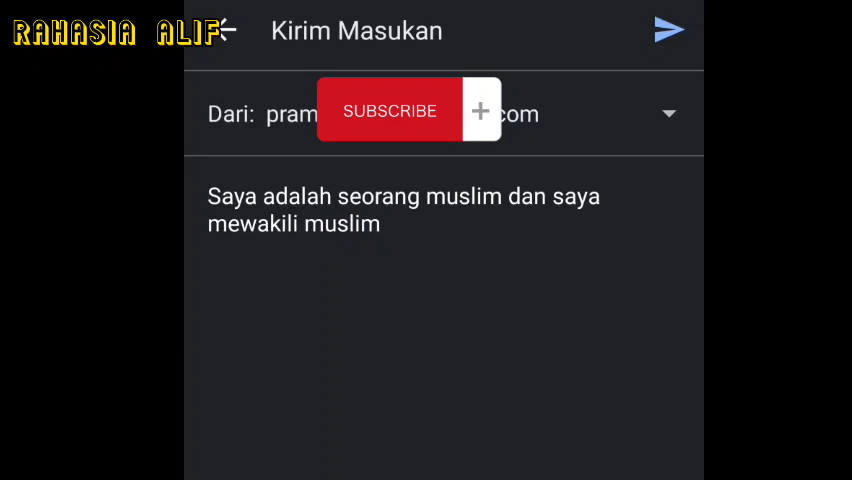 RAHASIA ALIF
Kirim Masukan
SUBSCRIBE
Dari: pram com
Saya adalah seorang muslim dan saya
mewakili muslim